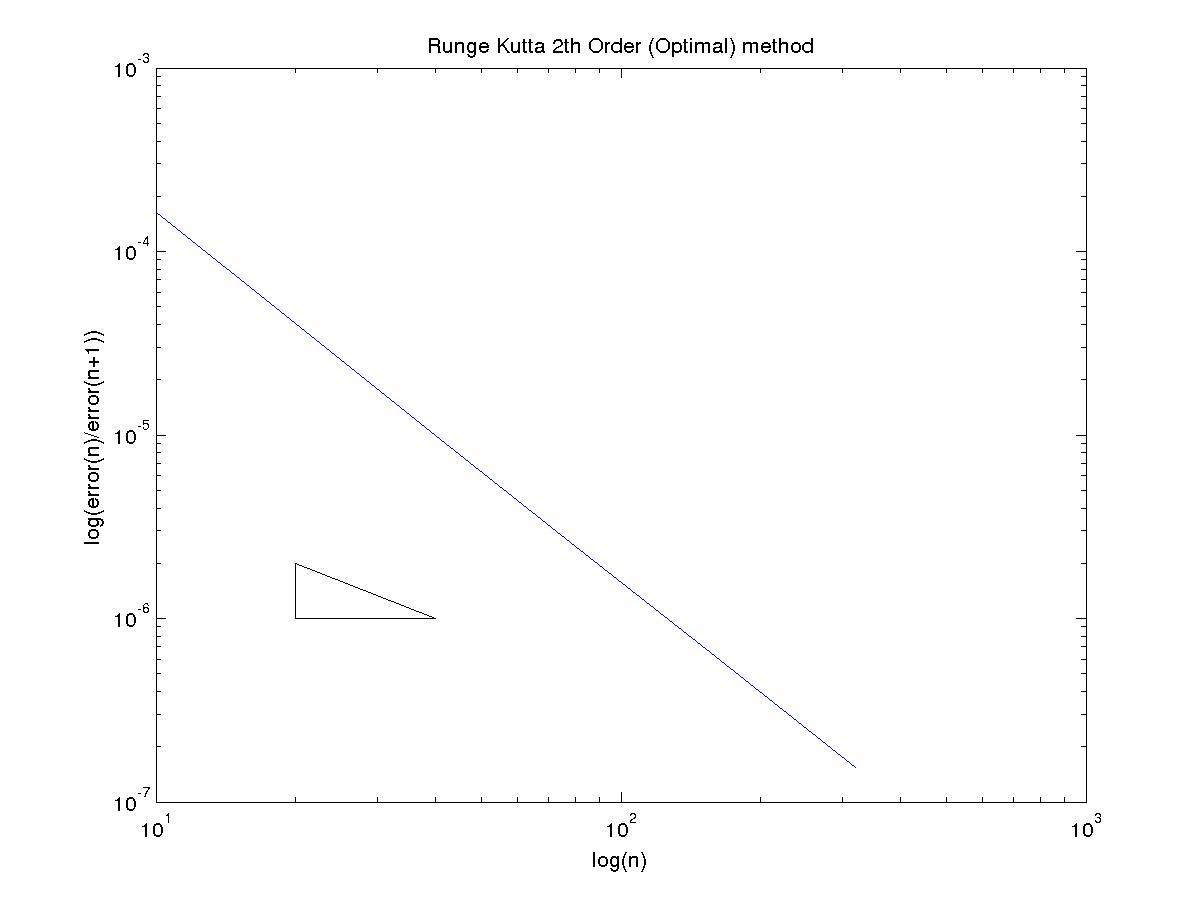 Runge Kutta 2th Order (Optimal) method
10^-3
10^-4
10^-5
10^-6
10^-7
log(error(n)/error(n+1))
10^1
10^2
10^3
log(n)